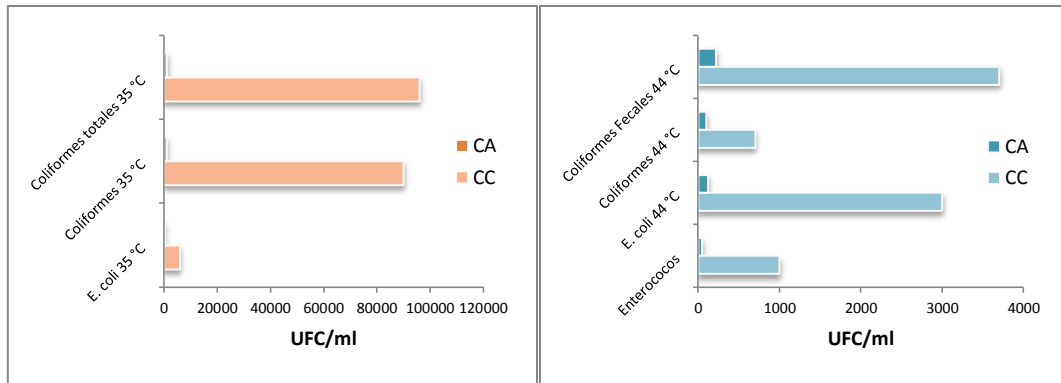 Coliformes totales 35 °C
Coliformes 35 °C
E. coli 35 °C
0 20000 40000 60000 80000 100000 120000
UFC/ml
CA
CC
Coliformes Fecales 44 °C
Coliformes 44 °C
E. coli 44 °C
Enterococos
0 1000 2000 3000 4000
UFC/ml
CA
CC